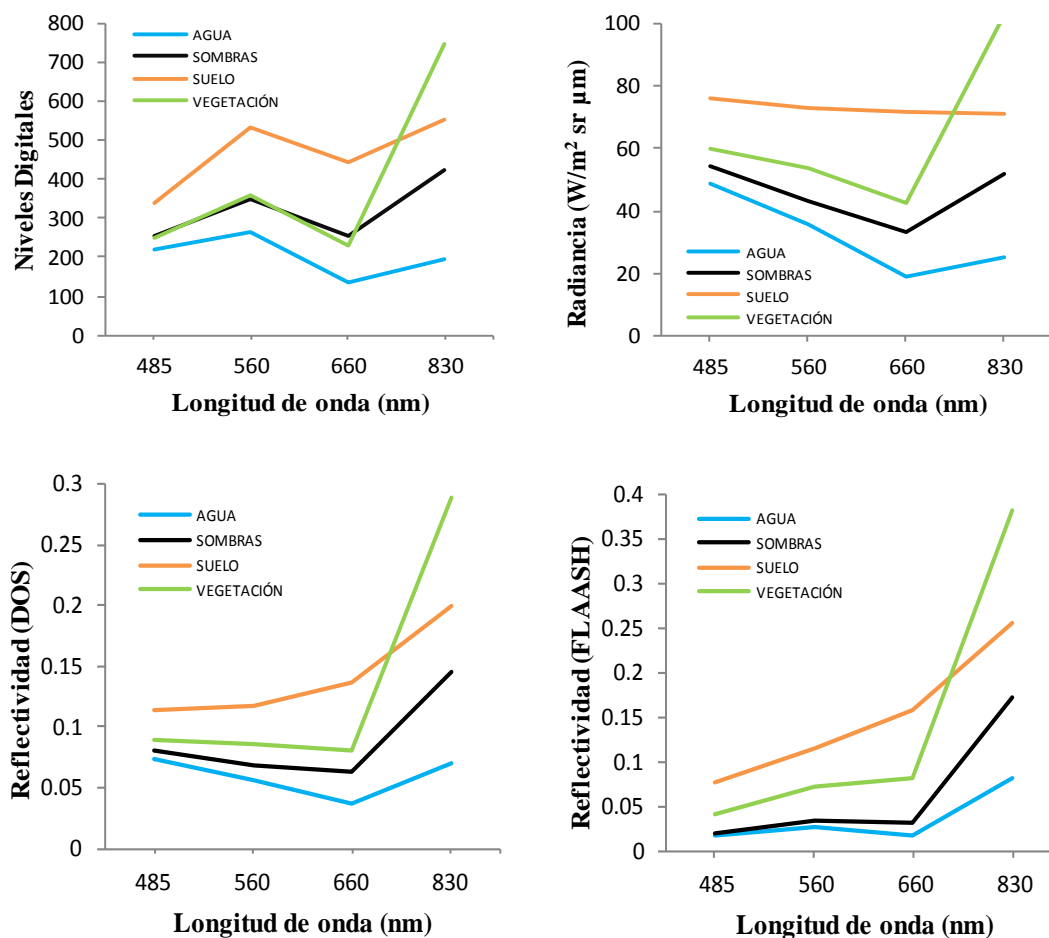 Niveles Digitales
800
700
600
500
400
300
200
100
0
AGUA
SOMBRAS
SUELO
VEGETACIÓN
485 560 660 830
Longitud de onda (nm)
Radiancia (W/m² sr µm)
100
80
60
40
20
0
AGUA
SOMBRAS
SUELO
VEGETACIÓN
485 560 660 830
Longitud de onda (nm)
Reflectividad (DOS)
0.3
0.25
0.2
0.15
0.1
0.05
0
AGUA
SOMBRAS
SUELO
VEGETACIÓN
485 560 660 830
Longitud de onda (nm)
Reflectividad (FLAASH)
0.4
0.35
0.3
0.25
0.2
0.15
0.1
0.05
0
AGUA
SOMBRAS
SUELO
VEGETACIÓN
485 560 660 830
Longitud de onda (nm)